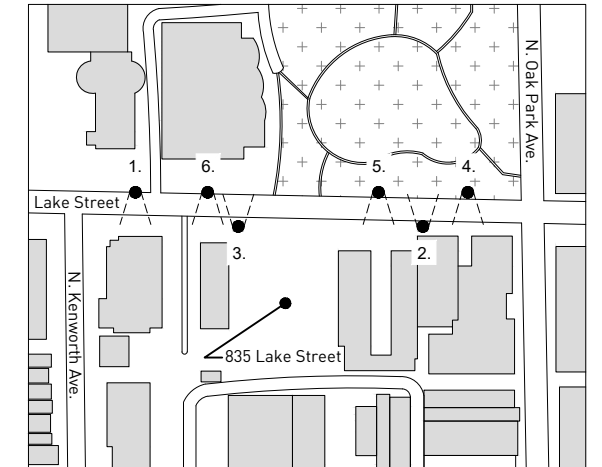 N. Oak Park Ave.
1.
6.
5.
4.
Lake Street
3.
2.
N. Kenworth Ave.
835 Lake Street